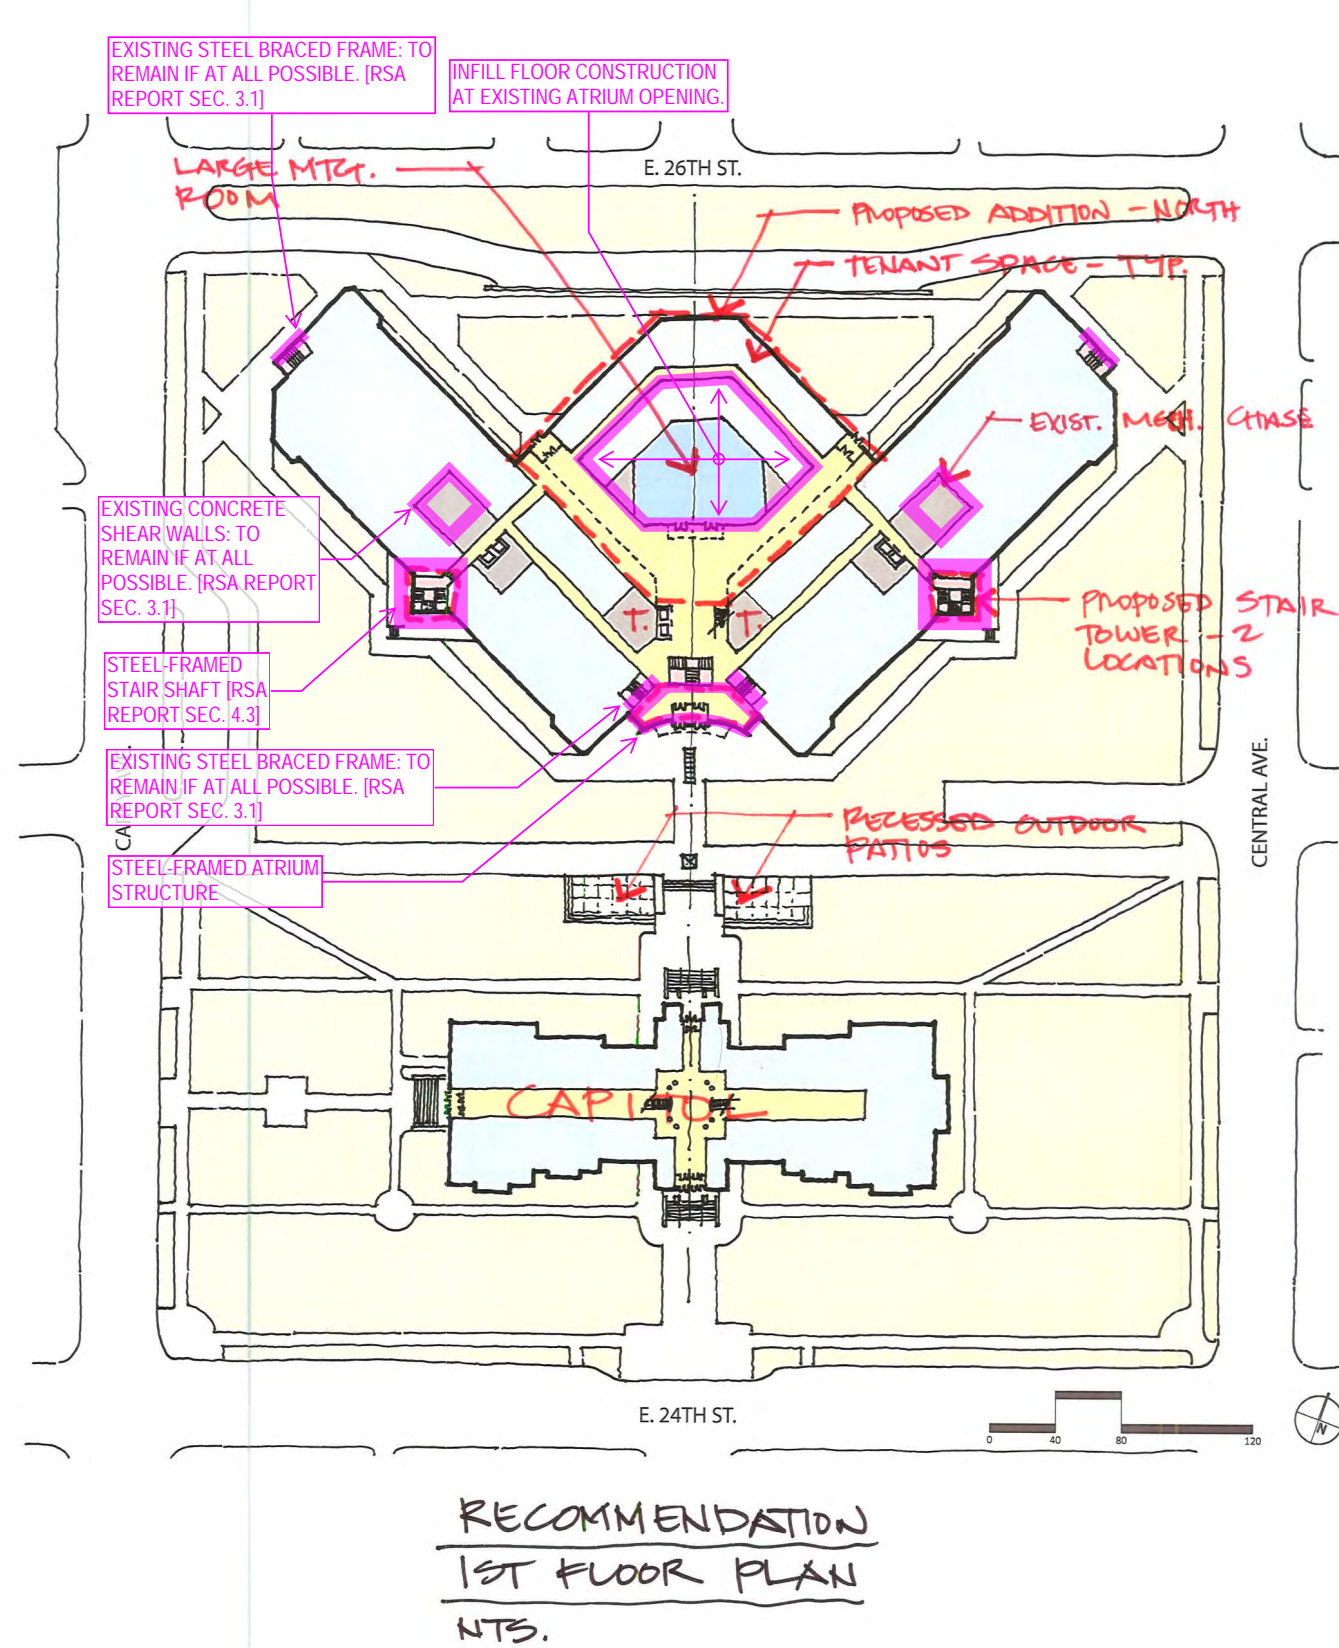 EXISTING STEEL BRACED FRAME: TO
REMAIN IF AT ALL POSSIBLE. [RSA
REPORT SEC. 3.1]
INFILL FLOOR CONSTRUCTION
AT EXISTING ATRIUM OPENING.
E. 26TH ST.
LARGE MTG.
ROOM
PROPOSED ADDITION - NORTH
TENANT SPACE - TYP.
EXIST. MECH. CHASE
EXISTING CONCRETE
SHEAR WALLS: TO
REMAIN IF AT ALL
POSSIBLE. [RSA REPORT
SEC. 3.1]
T.
T.
PROPOSED STAIR
TOWER - 2
LOCATIONS
STEEL-FRAMED
STAIR SHAFT [RSA
REPORT SEC. 4.3]
EXISTING STEEL BRACED FRAME: TO
REMAIN IF AT ALL POSSIBLE. [RSA
REPORT SEC. 3.1]
CENTRAL AVE.
RECESSED OUTDOOR
PATIOS
STEEL-FRAMED ATRIUM
STRUCTURE
CAPITOL
E. 24TH ST.
0 40 80 120
N
RECOMMENDATION
1ST FLOOR PLAN
NTS.